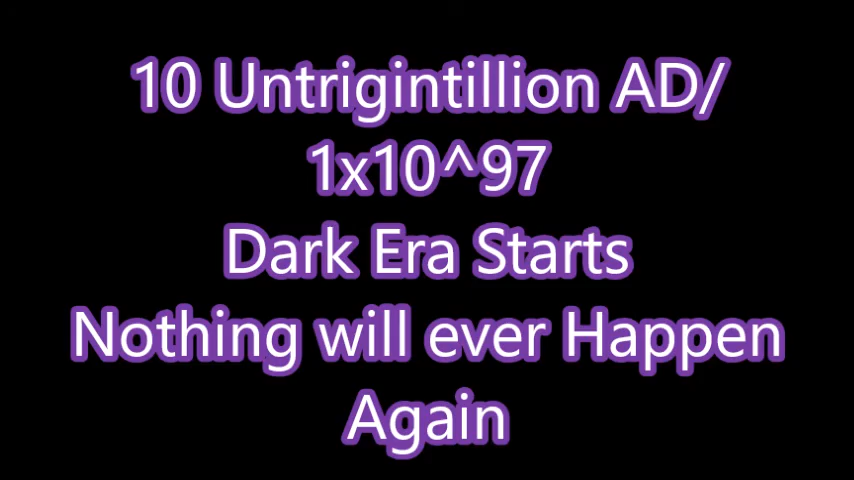 10 Untrigintillion AD/
1x10^97
Dark Era Starts
Nothing will ever Happen
Again